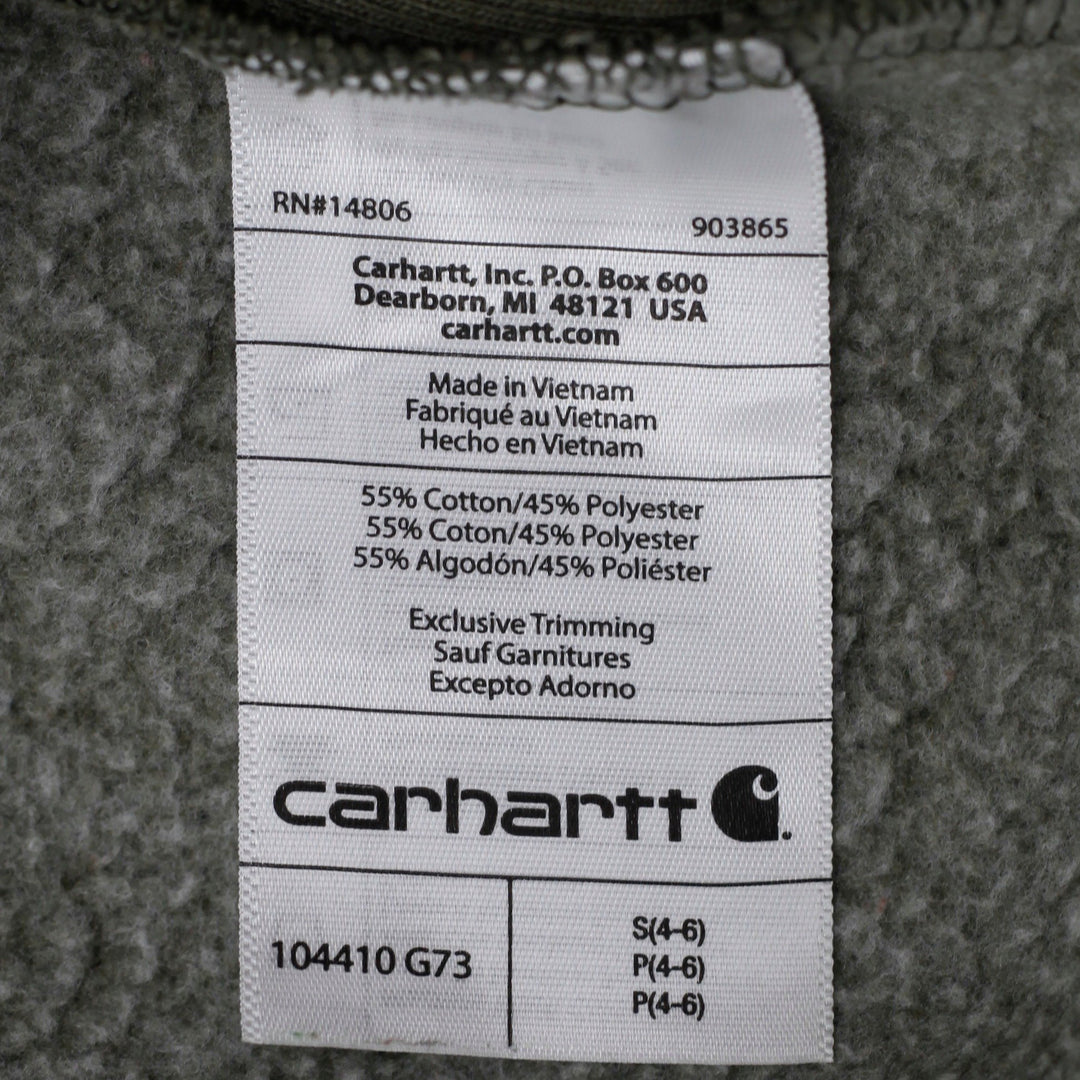 RN#14806
903865
Carhartt, Inc. P.O. Box 600
Dearborn, MI 48121 USA
carhartt.com
Made in Vietnam
Fabriqué au Vietnam
Hecho en Vietnam
55% Cotton/45% Polyester
55% Coton/45% Polyester
55% Algodón/45% Poliéster
Exclusive Trimming
Sauf Garnitures
Excepto Adorno
carhartt
104410 G73
S(4-6)
P(4-6)
P(4-6)